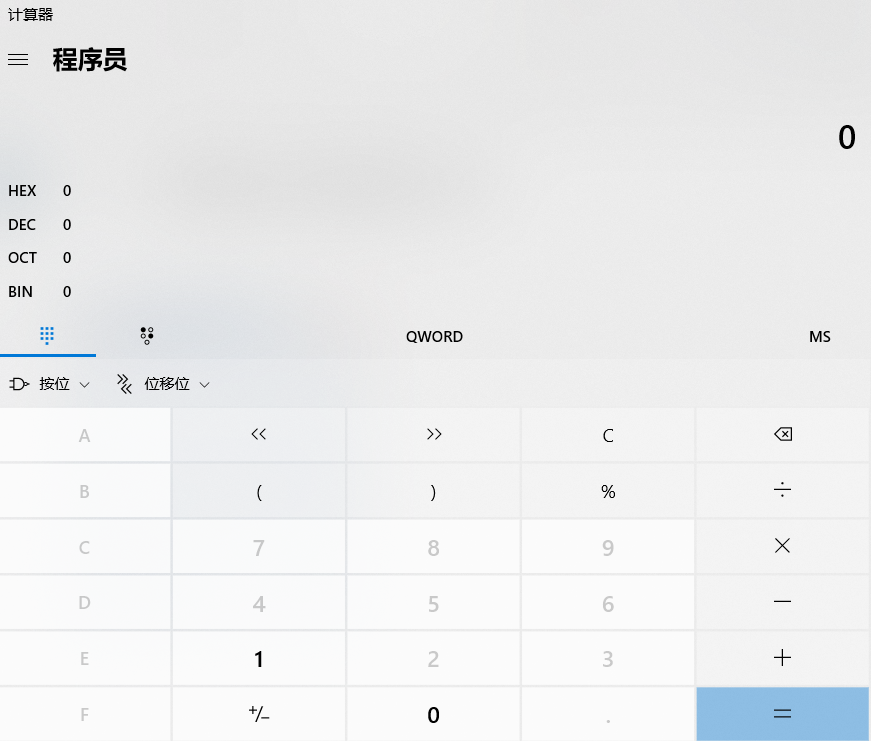 计算器
程序员
0
HEX 0
DEC 0
OCT 0
BIN 0
QWORD MS
按位 位移位
A << >> C
B ( ) % ÷
C 7 8 9 ×
D 4 5 6 −
E 1 2 3 +
F +/− 0 . =